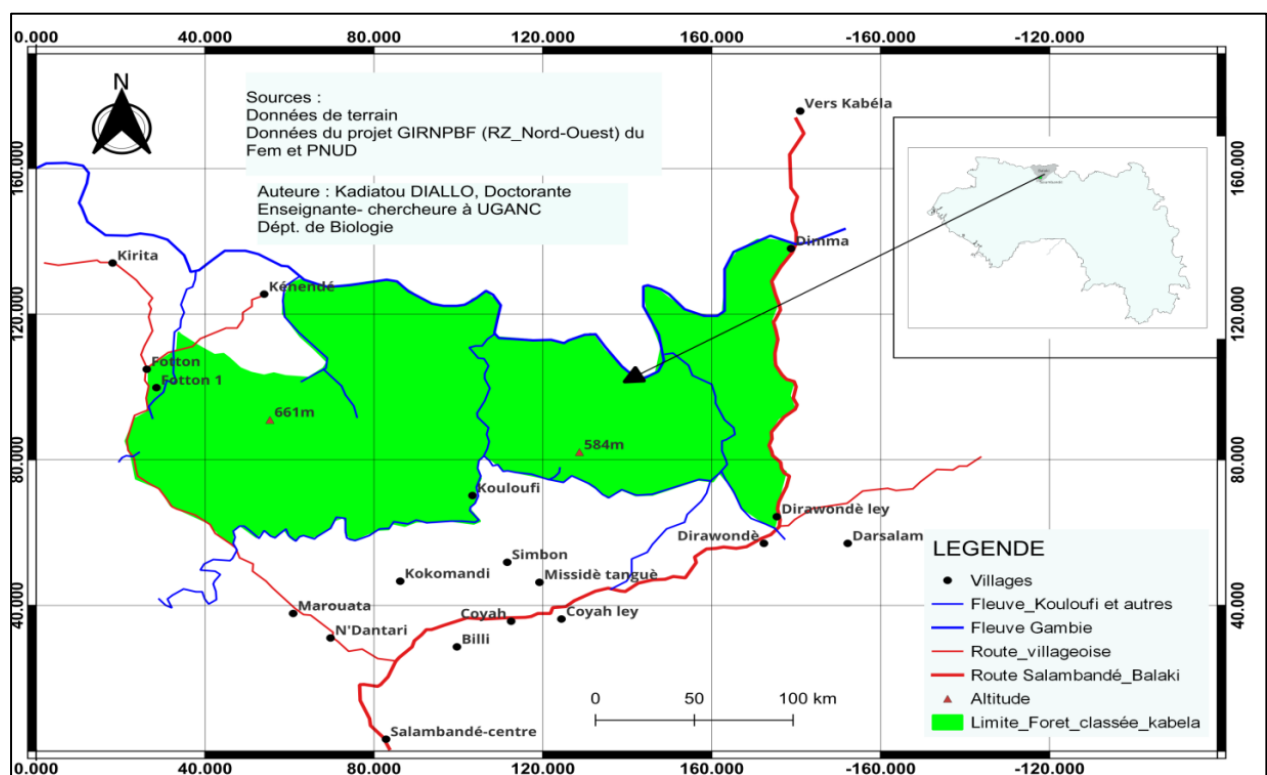 0.000 40.000 80.000 120.000 160.000 -160.000 -120.000
N
Sources :
Données de terrain
Données du projet GIRNPBF (RZ_Nord-Ouest) du
Fem et PNUD
Auteure : Kadiatou DIALLO, Doctorante
Enseignante- chercheure à UGANC
Dépt. de Biologie
Vers Kabéla
160.000
160.000
Kirita
Dimma
Kénendé
120.000
120.000
Fotton
Fotton 1
661m
584m
80.000
80.000
Kouloufi
Dirawondè ley
Dirawondè
Darsalam
Simbon
Kokomandi
Missidè tanguè
40.000
40.000
Marouata
Coyah
Coyah ley
N'Dantari
Billi
Salambandé-centre
0 50 100 km
LEGENDE
Villages
Fleuve_Kouloufi et autres
Fleuve Gambie
Route_villageoise
Route Salambandé_Balaki
Altitude
Limite_Foret_classée_kabela
0.000 40.000 80.000 120.000 160.000 -160.000 -120.000